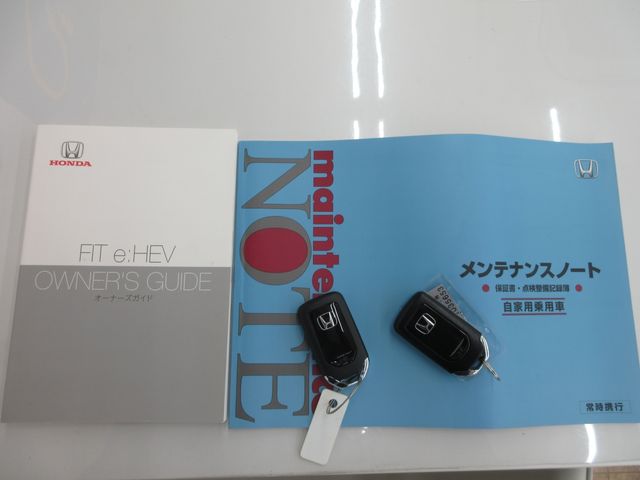 HONDA
FIT e:HEV
OWNER'S GUIDE
オーナーズガイド
NOTE
メンテナンスノート
保証書・点検整備記録簿
自家用乗用車
常時携行